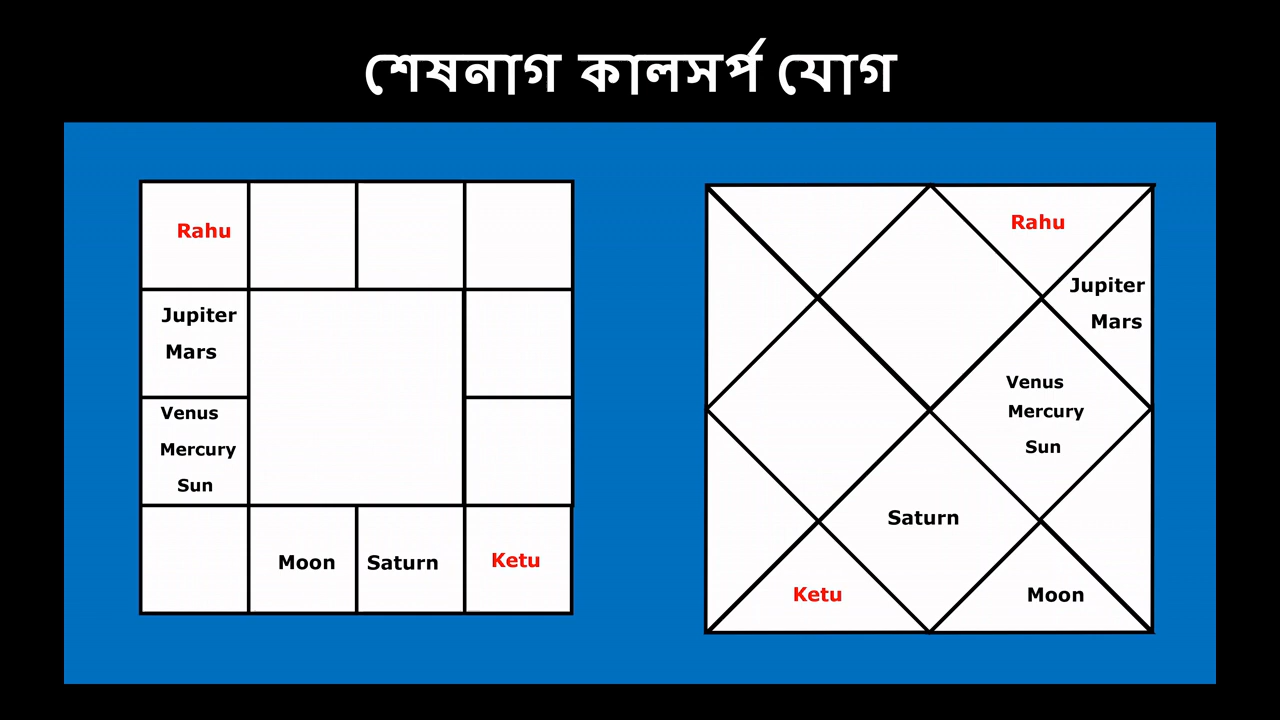 শেষনাগ কালসর্প যোগ
Rahu
Jupiter
Mars
Venus
Mercury
Sun
Moon
Saturn
Ketu
Rahu
Jupiter
Mars
Venus
Mercury
Sun
Saturn
Ketu
Moon